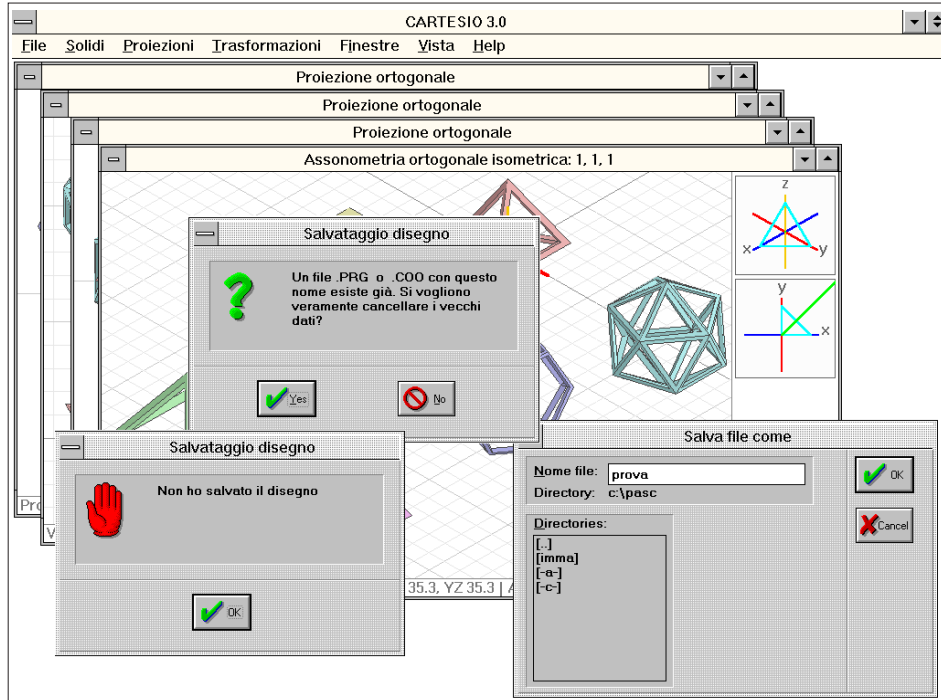 CARTESIO 3.0
File Solidi Proiezioni Trasformazioni Finestre Vista Help
Proiezione ortogonale
Proiezione ortogonale
Proiezione ortogonale
Assonometria ortogonale isometrica: 1, 1, 1
z
x
y
y
x
Salvataggio disegno
Un file .PRG o .COO con questo
nome esiste già. Si vogliono
veramente cancellare i vecchi
dati?
Yes
No
Salvataggio disegno
Non ho salvato il disegno
OK
Salva file come
Nome file: prova
Directory: c:\pasc
OK
Cancel
Directories:
[..]
[imma]
[-a-]
[-c-]
35.3, YZ 35.3 |